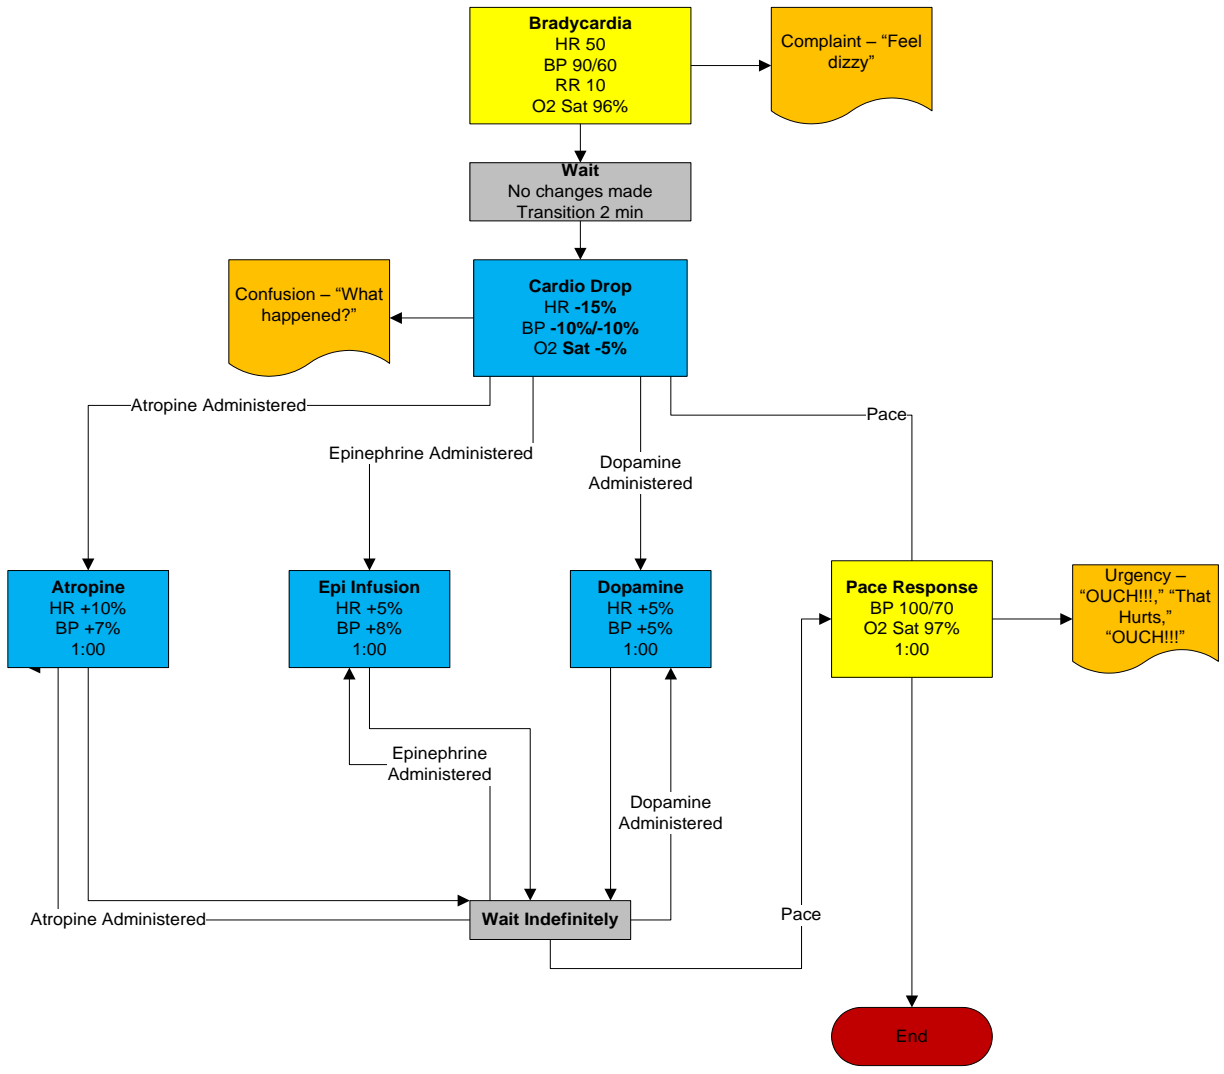 Bradycardia
HR 50
BP 90/60
RR 10
O2 Sat 96%
Complaint – “Feel
dizzy”
Wait
No changes made
Transition 2 min
Cardio Drop
HR -15%
BP -10%/-10%
O2 Sat -5%
Confusion – “What
happened?”
Atropine Administered
Epinephrine Administered
Dopamine
Administered
Pace
Atropine
HR +10%
BP +7%
1:00
Epi Infusion
HR +5%
BP +8%
1:00
Dopamine
HR +5%
BP +5%
1:00
Pace Response
BP 100/70
O2 Sat 97%
1:00
Urgency –
“OUCH!!!,” “That
Hurts,”
“OUCH!!!”
Epinephrine
Administered
Dopamine
Administered
Atropine Administered
Wait Indefinitely
Pace
End